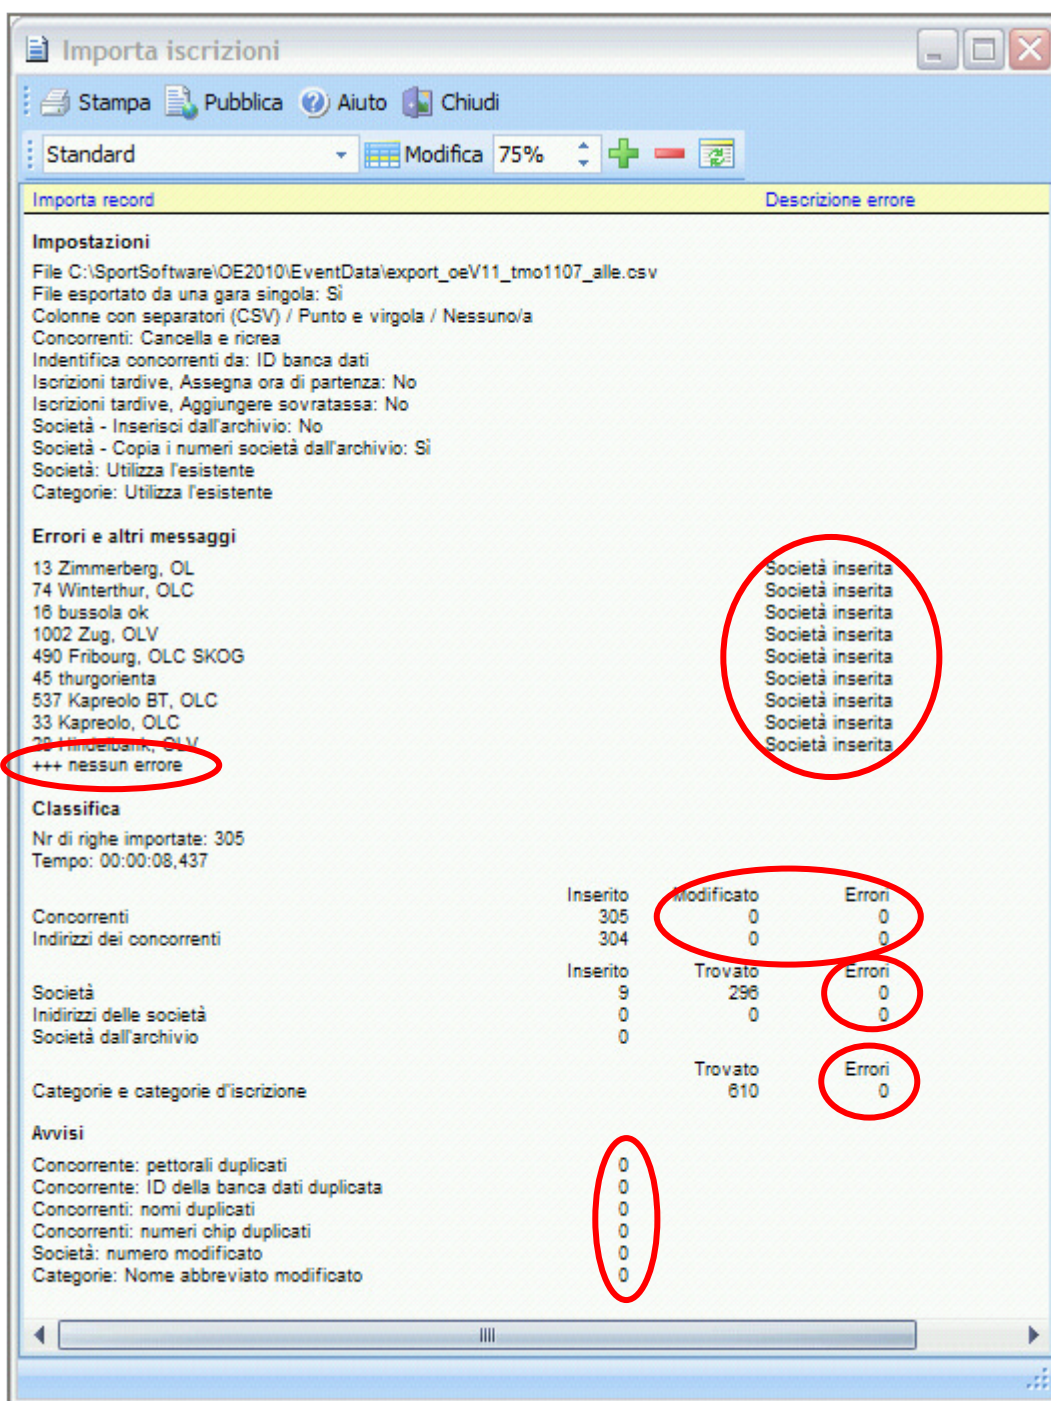 Importa iscrizioni
Stampa Pubblica Aiuto Chiudi
Standard Modifica 75%
Importa record Descrizione errore
Impostazioni
File C:\SportSoftware\OE2010\EventData\export_oeV11_tmo1107_alle.csv
File esportato da una gara singola: Sì
Colonne con separatori (CSV) / Punto e virgola / Nessuno/a
Concorrenti: Cancella e ricrea
Indentifica concorrenti da: ID banca dati
Iscrizioni tardive, Assegna ora di partenza: No
Iscrizioni tardive, Aggiungere sovratassa: No
Società - Inserisci dall'archivio: No
Società - Copia i numeri società dall'archivio: Sì
Società: Utilizza l'esistente
Categorie: Utilizza l'esistente
Errori e altri messaggi
13 Zimmerberg, OL Società inserita
74 Winterthur, OLC Società inserita
16 bussola ok Società inserita
1002 Zug, OLV Società inserita
490 Fribourg, OLC SKOG Società inserita
45 thurgorienta Società inserita
537 Kapreolo BT, OLC Società inserita
33 Kapreolo, OLC Società inserita
Hindelbank, OLV Società inserita
+++ nessun errore
Classifica
Nr di righe importate: 305
Tempo: 00:00:08,437
Inserito Modificato Errori
Concorrenti 305 0 0
Indirizzi dei concorrenti 304 0 0
Inserito Trovato Errori
Società 9 296 0
Inidirizzi delle società 0 0 0
Società dall'archivio 0
Trovato Errori
Categorie e categorie d'iscrizione 610 0
Avvisi
Concorrente: pettorali duplicati 0
Concorrente: ID della banca dati duplicata 0
Concorrenti: nomi duplicati 0
Concorrenti: numeri chip duplicati 0
Società: numero modificato 0
Categorie: Nome abbreviato modificato 0